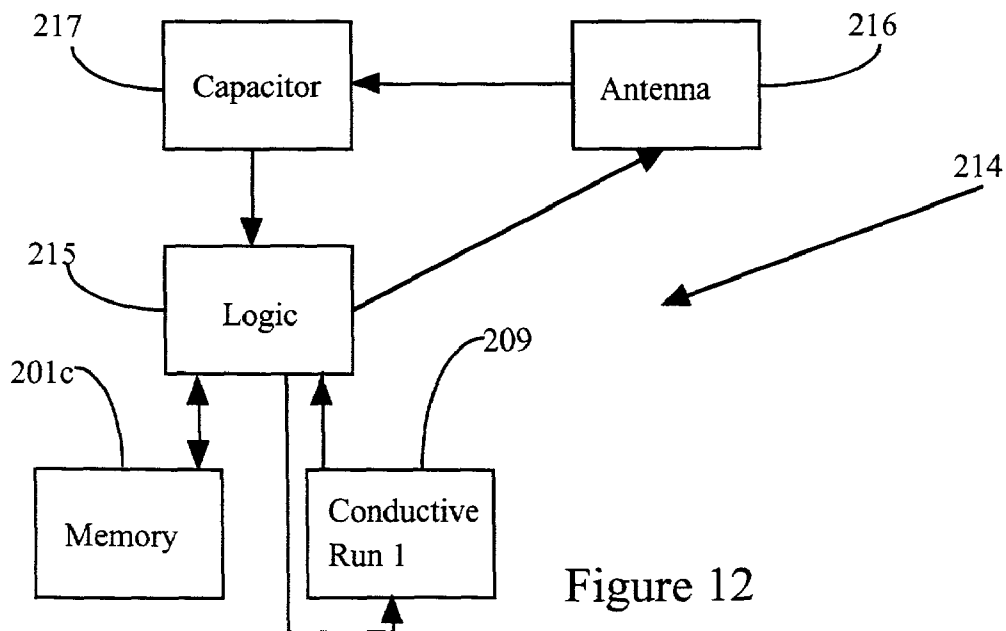 217
Capacitor
Antenna
216
214
215
Logic
209
201c
Memory
Conductive
Run 1
Figure 12